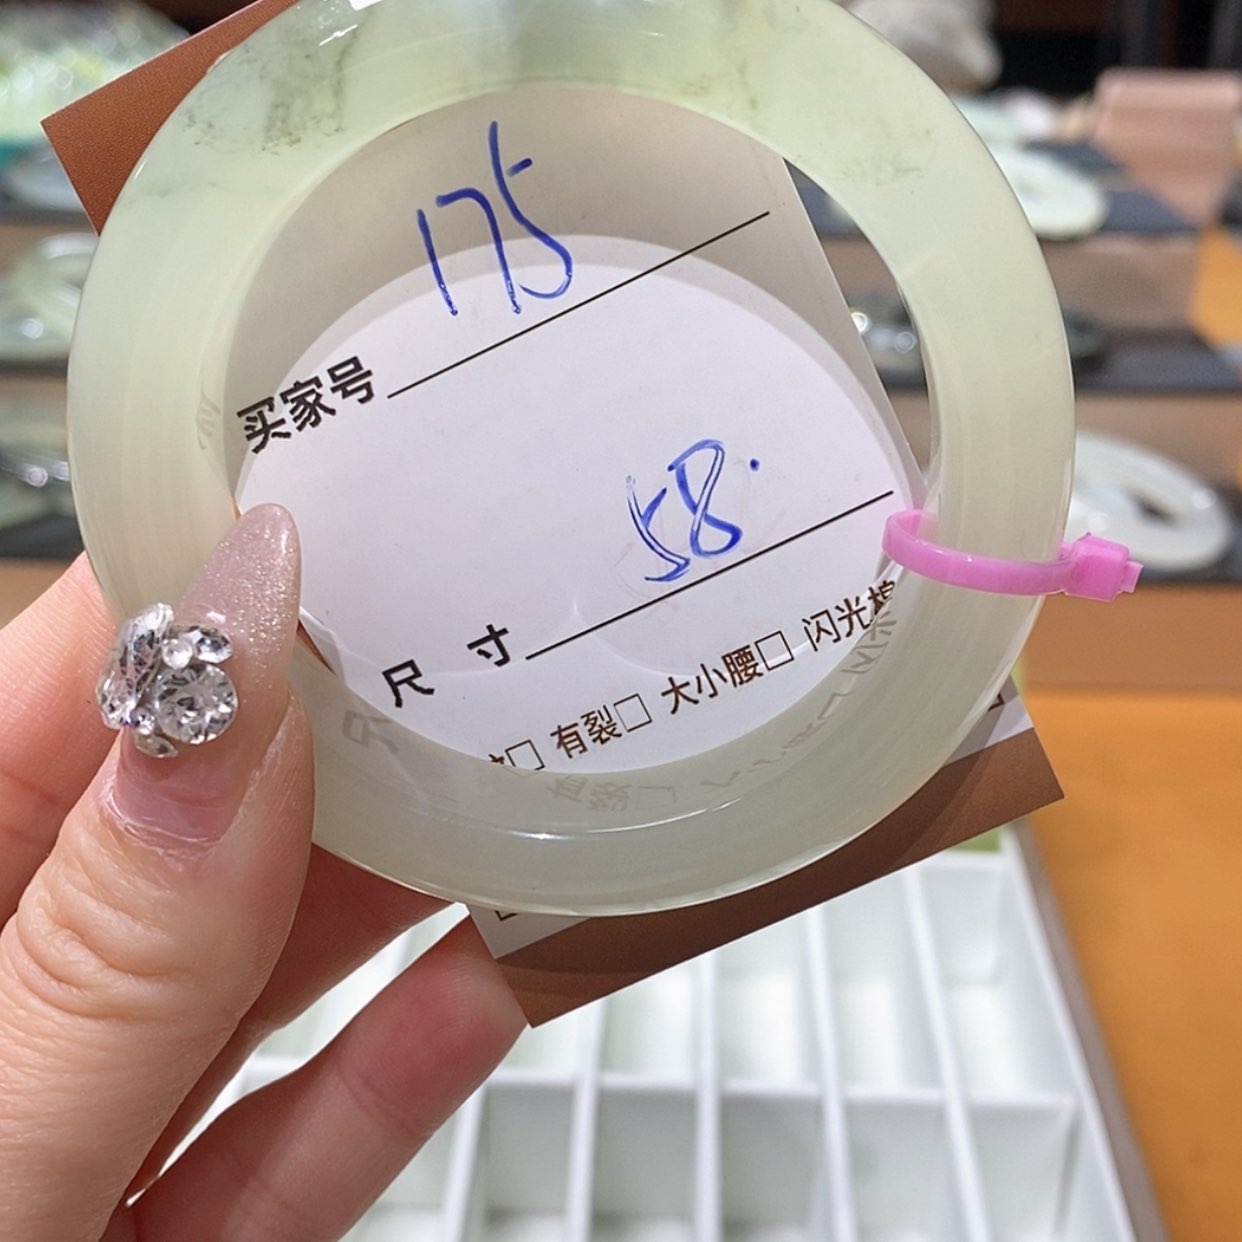 175
买家号
58.
尺 寸
有裂□ 大小腰□ 闪光棉